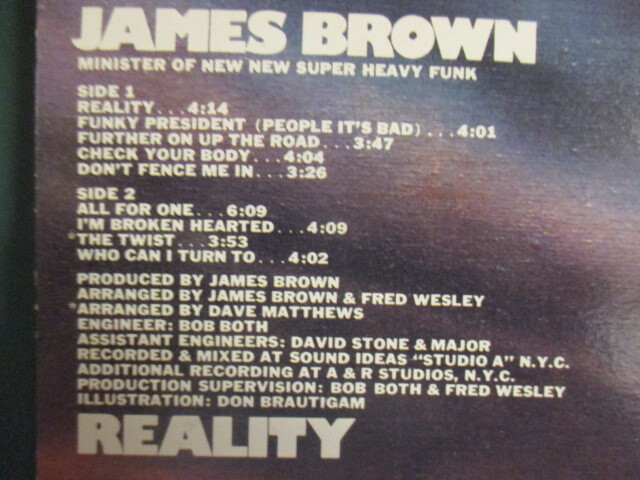 JAMES BROWN
MINISTER OF NEW NEW SUPER HEAVY FUNK
SIDE 1
REALITY...4:14
FUNKY PRESIDENT (PEOPLE IT'S BAD)...4:01
FURTHER ON UP THE ROAD...3:47
CHECK YOUR BODY...4:04
DON'T FENCE ME IN...3:26
SIDE 2
ALL FOR ONE...6:09
I'M BROKEN HEARTED...4:09
*THE TWIST...3:53
WHO CAN I TURN TO...4:02
PRODUCED BY JAMES BROWN
ARRANGED BY JAMES BROWN & FRED WESLEY
*ARRANGED BY DAVE MATTHEWS
ENGINEER: BOB BOTH
ASSISTANT ENGINEERS: DAVID STONE & MAJOR
RECORDED & MIXED AT SOUND IDEAS "STUDIO A" N.Y.C.
ADDITIONAL RECORDING AT A & R STUDIOS, N.Y.C.
PRODUCTION SUPERVISION: BOB BOTH & FRED WESLEY
ILLUSTRATION: DON BRAUTIGAM
REALITY